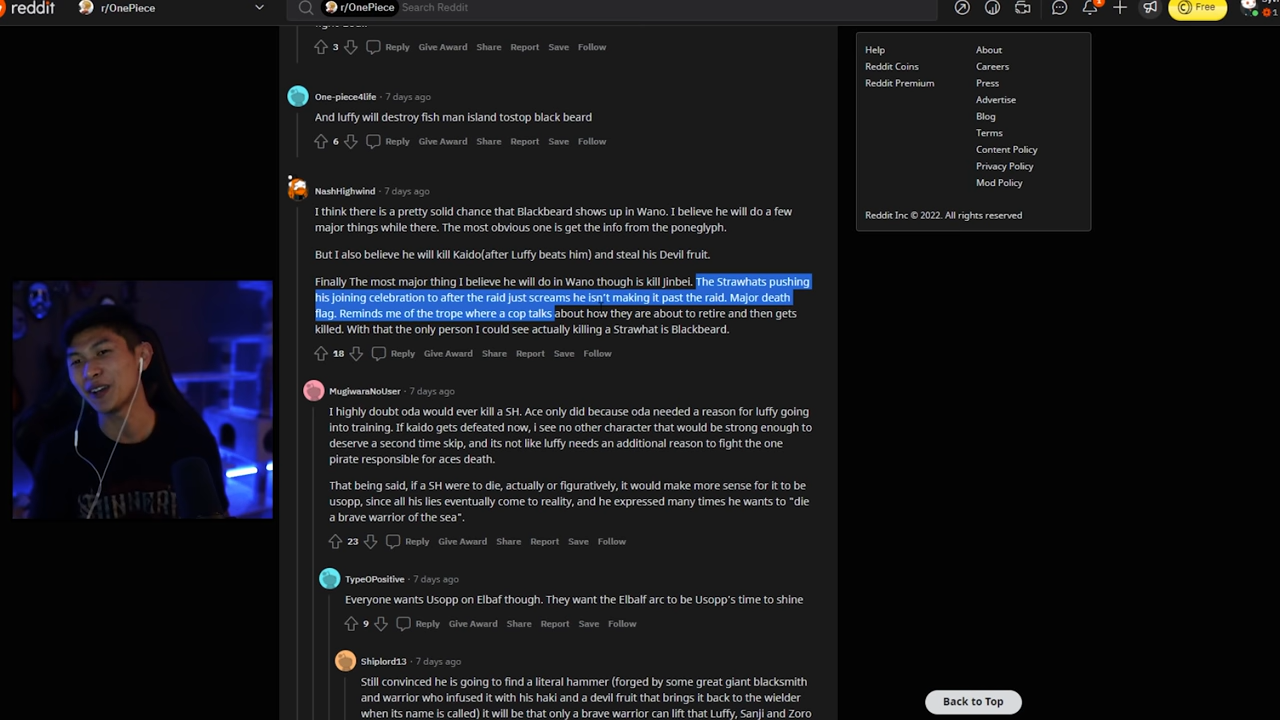 reddit
r/OnePiece
r/OnePiece
Search Reddit
1
Free
3
Reply
Give Award
Share
Report
Save
Follow
One-piece4life · 7 days ago
And luffy will destroy fish man island tostop black beard
6
Reply
Give Award
Share
Report
Save
Follow
NashHighwind · 7 days ago
I think there is a pretty solid chance that Blackbeard shows up in Wano. I believe he will do a few
major things while there. The most obvious one is get the info from the poneglyph.
But I also believe he will kill Kaido(after Luffy beats him) and steal his Devil fruit.
Finally The most major thing I believe he will do in Wano though is kill Jinbei. The Strawhats pushing
his joining celebration to after the raid just screams he isn't making it past the raid. Major death
flag. Reminds me of the trope where a cop talks about how they are about to retire and then gets
killed. With that the only person I could see actually killing a Strawhat is Blackbeard.
18
Reply
Give Award
Share
Report
Save
Follow
MugiwaraNoUser · 7 days ago
I highly doubt oda would ever kill a SH. Ace only did because oda needed a reason for luffy going
into training. If kaido gets defeated now, i see no other character that would be strong enough to
deserve a second time skip, and its not like luffy needs an additional reason to fight the one
pirate responsible for aces death.
That being said, if a SH were to die, actually or figuratively, it would make more sense for it to be
usopp, since all his lies eventually come to reality, and he expressed many times he wants to "die
a brave warrior of the sea".
23
Reply
Give Award
Share
Report
Save
Follow
TypeOPositive · 7 days ago
Everyone wants Usopp on Elbaf though. They want the Elbalf arc to be Usopp's time to shine
9
Reply
Give Award
Share
Report
Save
Follow
Shiplord13 · 7 days ago
Still convinced he is going to find a literal hammer (forged by some great giant blacksmith
and warrior who infused it with his haki and a devil fruit that brings it back to the wielder
when its name is called) it will be that only a brave warrior can lift that Luffy, Sanji and Zoro
Help
Reddit Coins
Reddit Premium
About
Careers
Press
Advertise
Blog
Terms
Content Policy
Privacy Policy
Mod Policy
Reddit Inc © 2022. All rights reserved
Back to Top